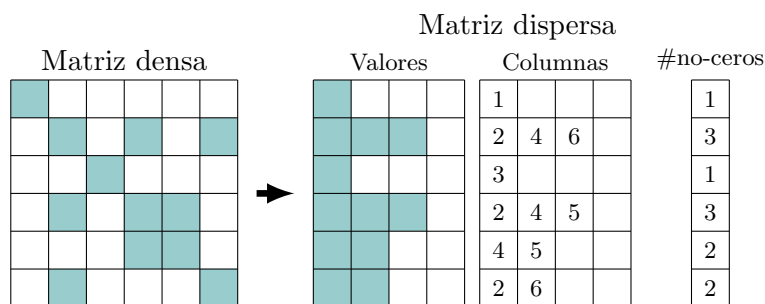 Matriz dispersa
Matriz densa
Valores
Columnas
#no-ceros
1
1
2 4 6
3
3
1
2 4 5
3
4 5
2
2 6
2